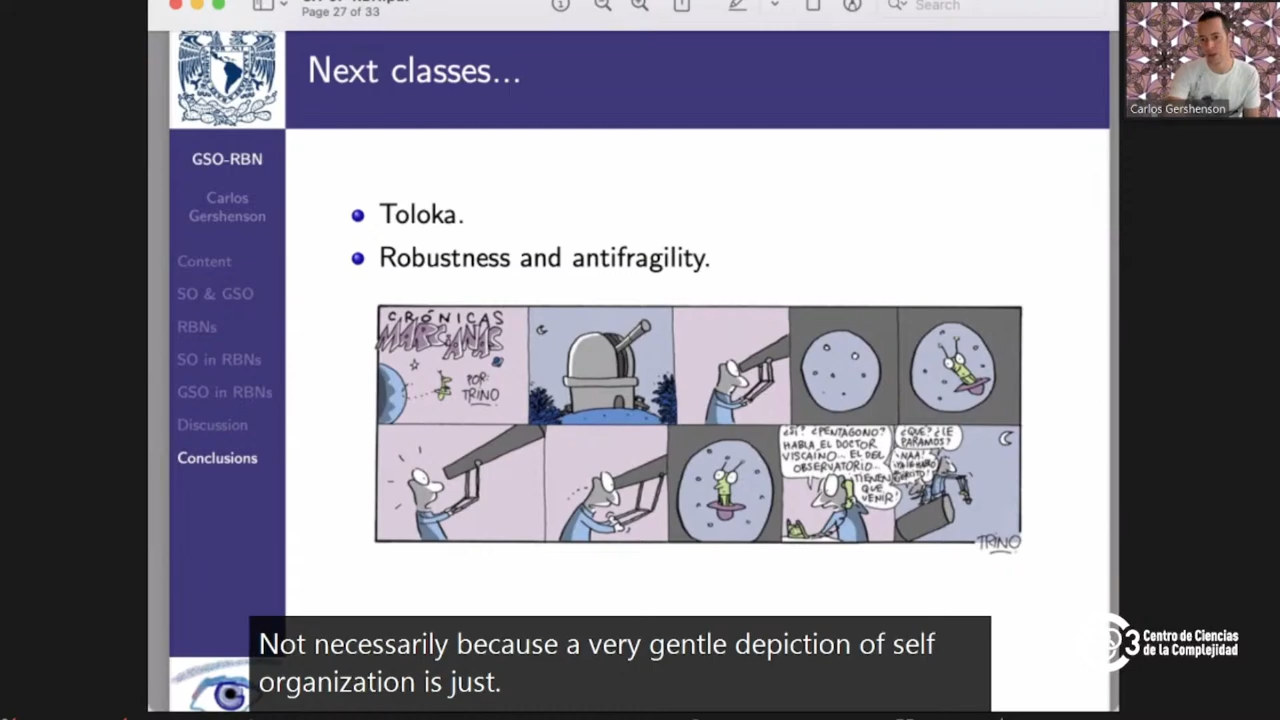 Page 27 of 33
Search
Next classes...
Carlos Gershenson
GSO-RBN
Carlos
Gershenson
Content
SO & GSO
RBNs
SO in RBNs
GSO in RBNs
Discussion
Conclusions
Toloka.
Robustness and antifragility.
CRÓNICAS
MARCIANAS
POR:
TRINO
¿SÍ? ¿PENTÁGONO?
HABLA EL DOCTOR
VISCAINO... EL DEL
OBSERVATORIO...
TIENEN
QUE
VENIR!
¿QUÉ? ¿LE
PARAMOS?
¡NAA!
TRINO
Not necessarily because a very gentle depiction of self
organization is just.
3 Centro de Ciencias
de la Complejidad